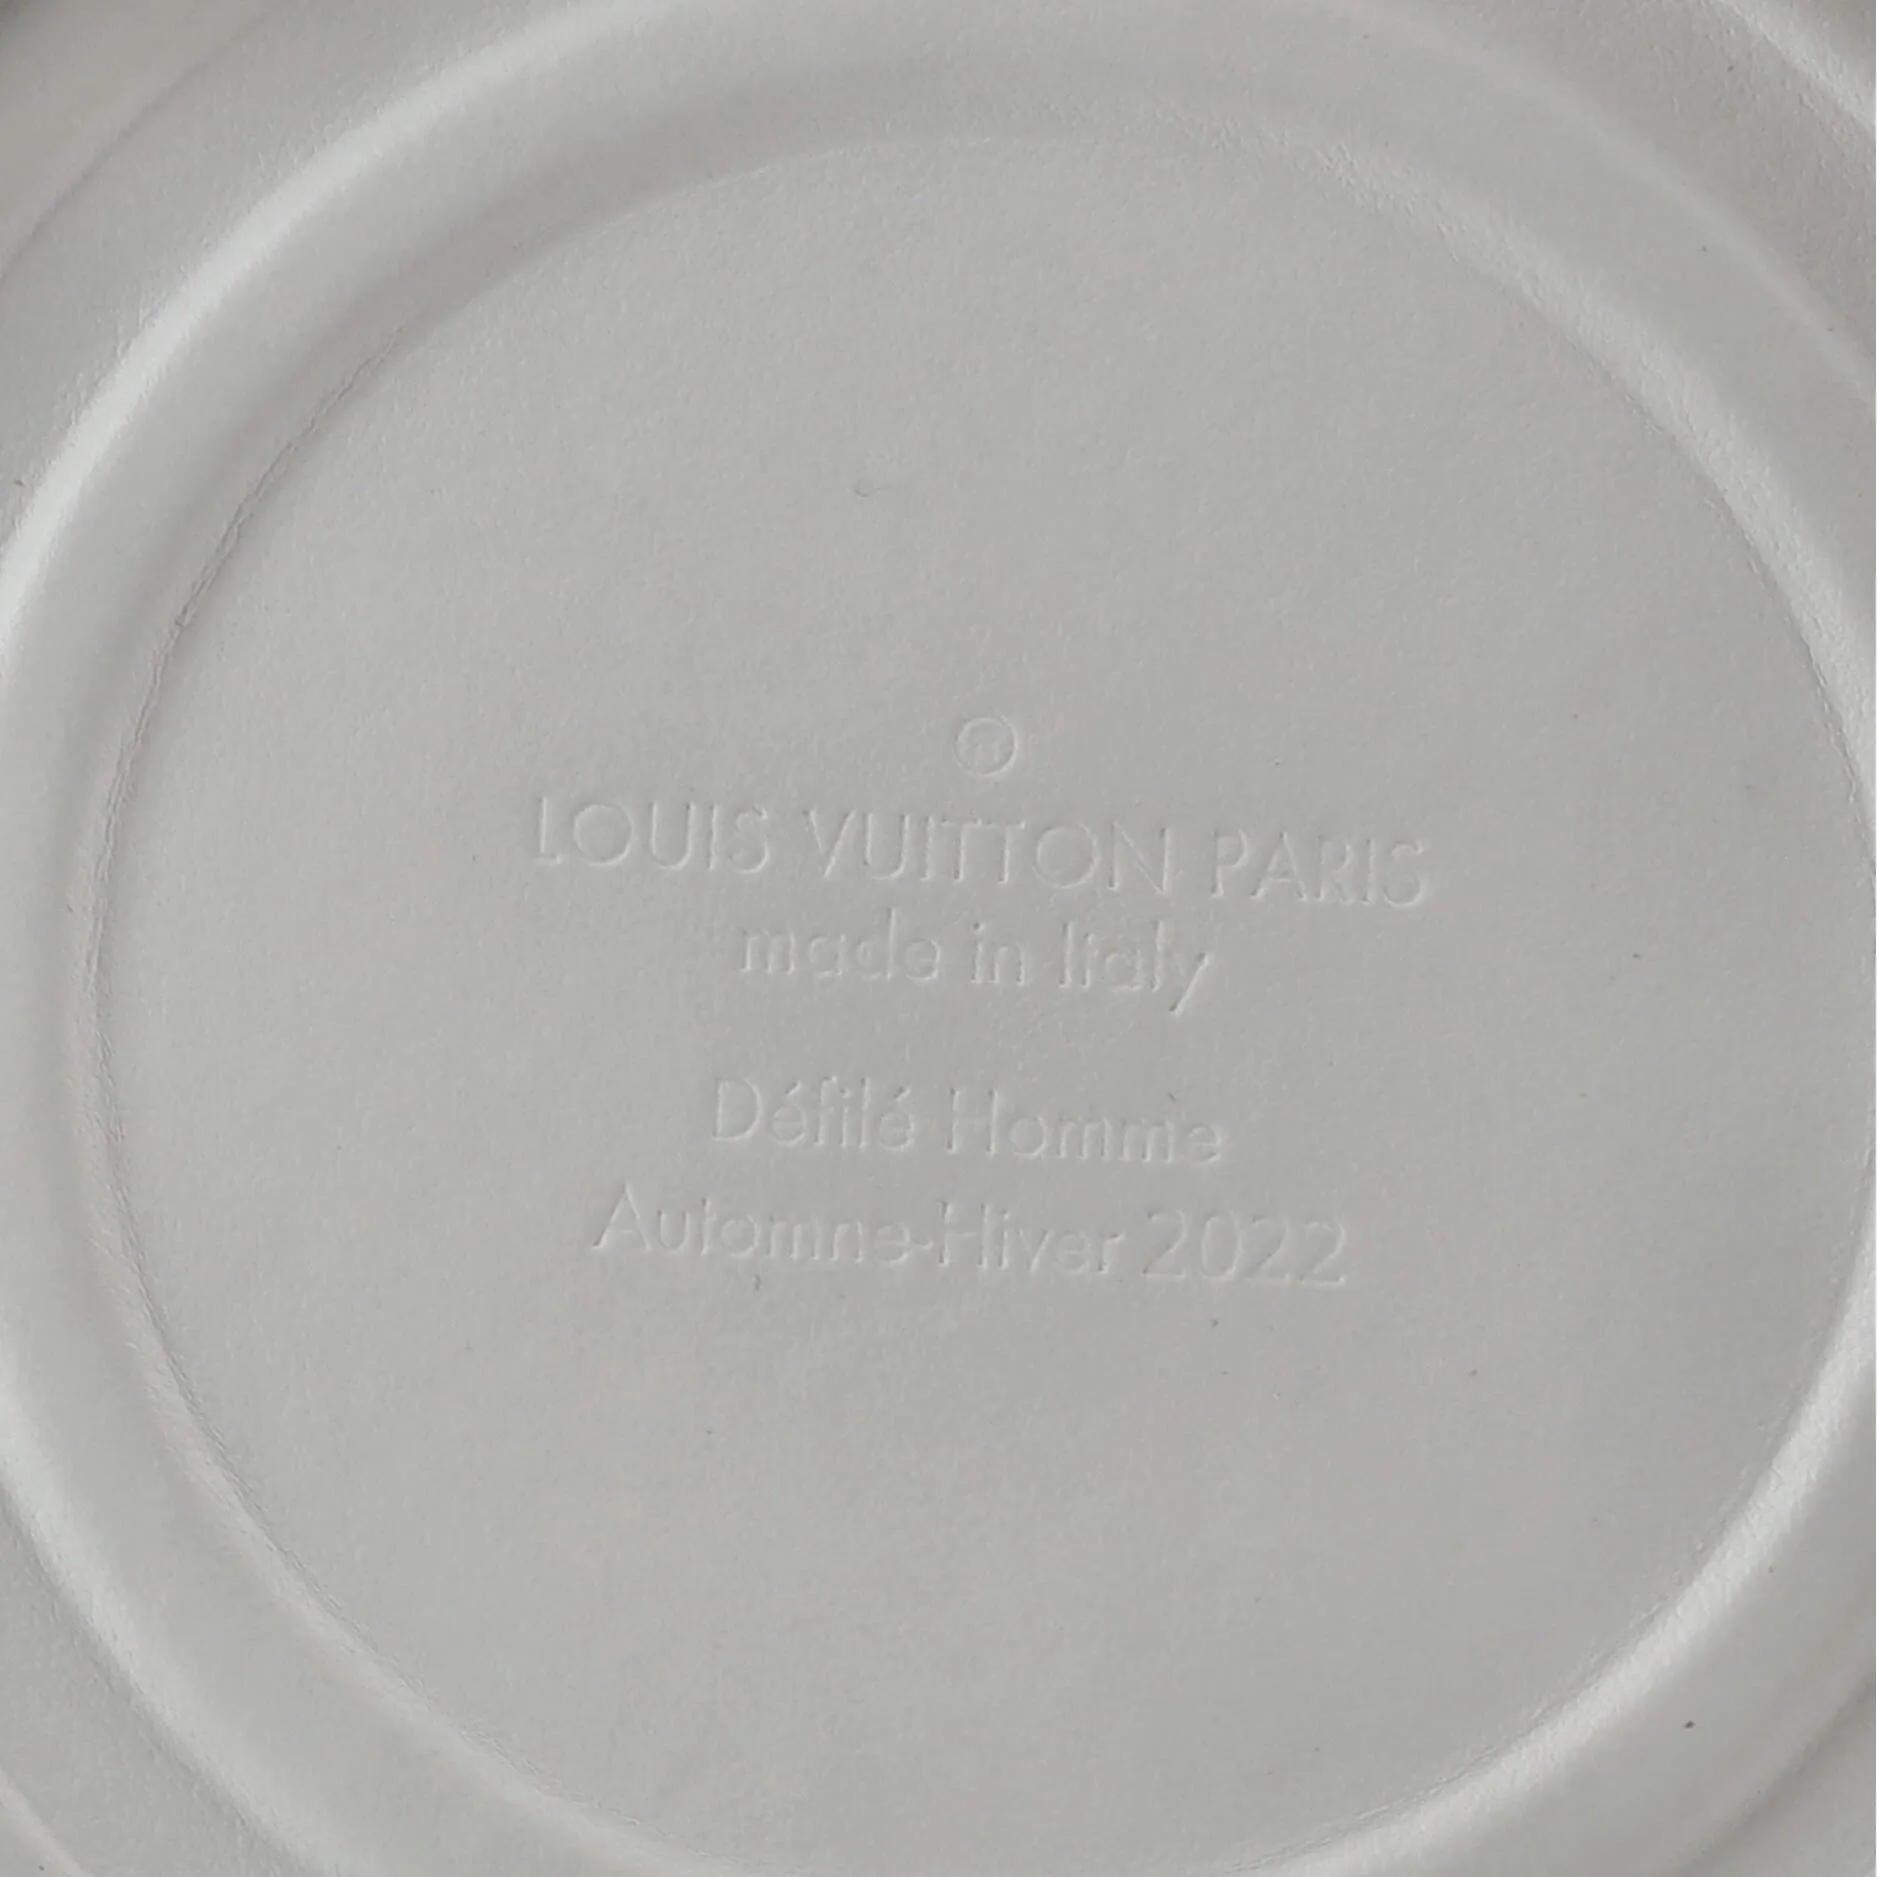 ®
LOUIS VUITTON PARIS
made in Italy
Défilé Homme
Automne-Hiver 2022